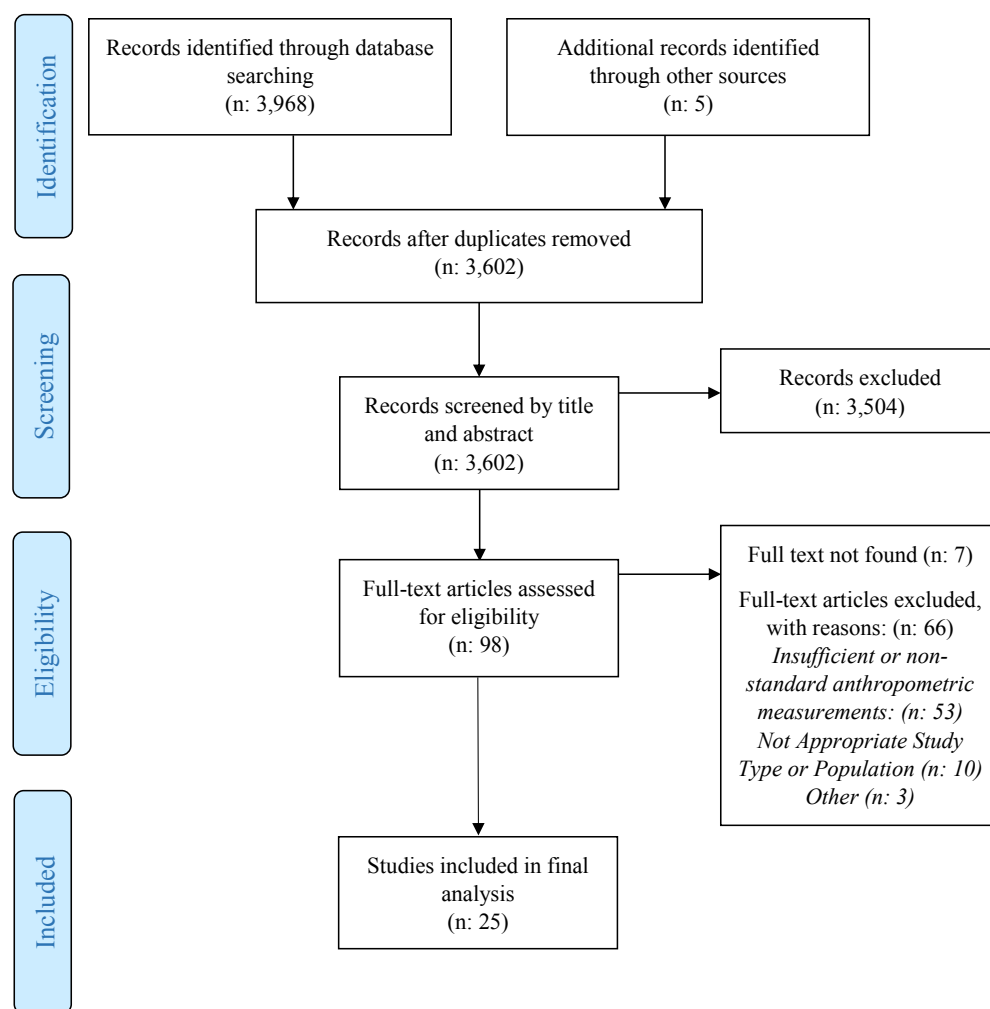 Identification
Records identified through database
searching
(n: 3,968)
Additional records identified
through other sources
(n: 5)
Records after duplicates removed
(n: 3,602)
Screening
Records screened by title
and abstract
(n: 3,602)
Records excluded
(n: 3,504)
Eligibility
Full-text articles assessed
for eligibility
(n: 98)
Full text not found (n: 7)
Full-text articles excluded,
with reasons: (n: 66)
Insufficient or non-
standard anthropometric
measurements: (n: 53)
Not Appropriate Study
Type or Population (n: 10)
Other (n: 3)
Included
Studies included in final
analysis
(n: 25)